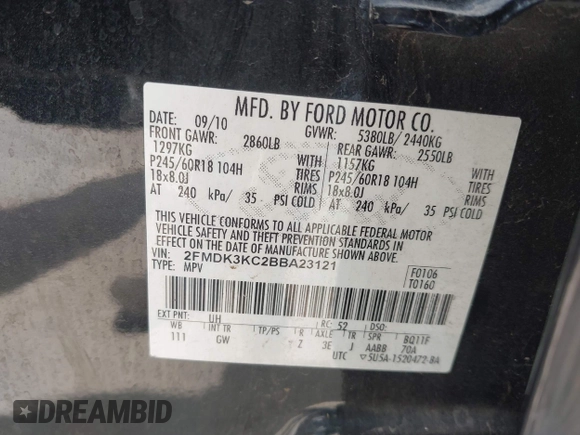 MFD. BY FORD MOTOR CO.
DATE: 09/10 GVWR: 5380LB/ 2440KG
FRONT GAWR: 2860LB REAR GAWR: 2550LB
1297KG WITH 1157KG WITH
P245/60R18 104H TIRES P245/60R18 104H TIRES
18x8.0J RIMS 18x8.0J RIMS
AT 240 kPa/ 35 PSI COLD AT 240 kPa/ 35 PSI COLD
THIS VEHICLE CONFORMS TO ALL APPLICABLE FEDERAL MOTOR
VEHICLE SAFETY AND BUMPER STANDARDS IN
EFFECT ON THE DATE OF MANUFACTURE SHOWN ABOVE.
VIN: 2FMDK3KC2BBA23121
TYPE: MPV
F0106
T0160
EXT PNT: UH RC: 52 DSO:
WB INT TR TP/PS R AXLE TR SPR BQ11F
111 GW Z 3E J AABB 70A
UTC 5U5A-1520472-BA
DREAMBID